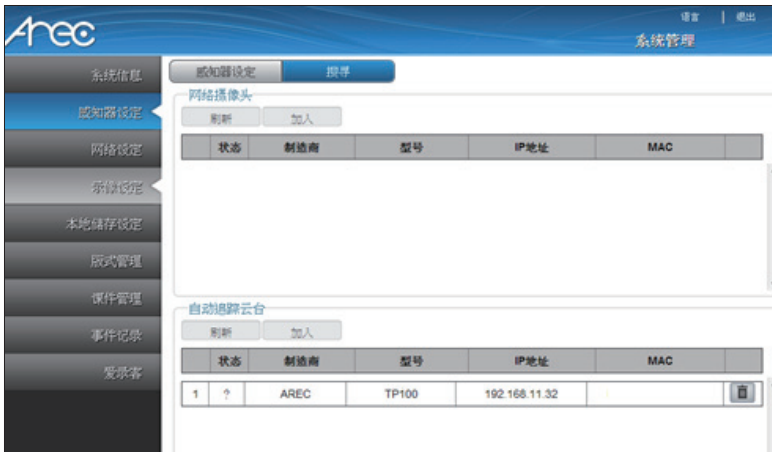 Arec
语言 | 退出
系统管理
系统信息
感知器设定
网络设定
录像设定
本地储存设定
版式管理
课件管理
事件记录
爱录客
感知器设定 搜寻
网络摄像头
刷新 加入
状态 制造商 型号 IP地址 MAC
自动追踪云台
刷新 加入
状态 制造商 型号 IP地址 MAC
1 ? AREC TP100 192.168.11.32